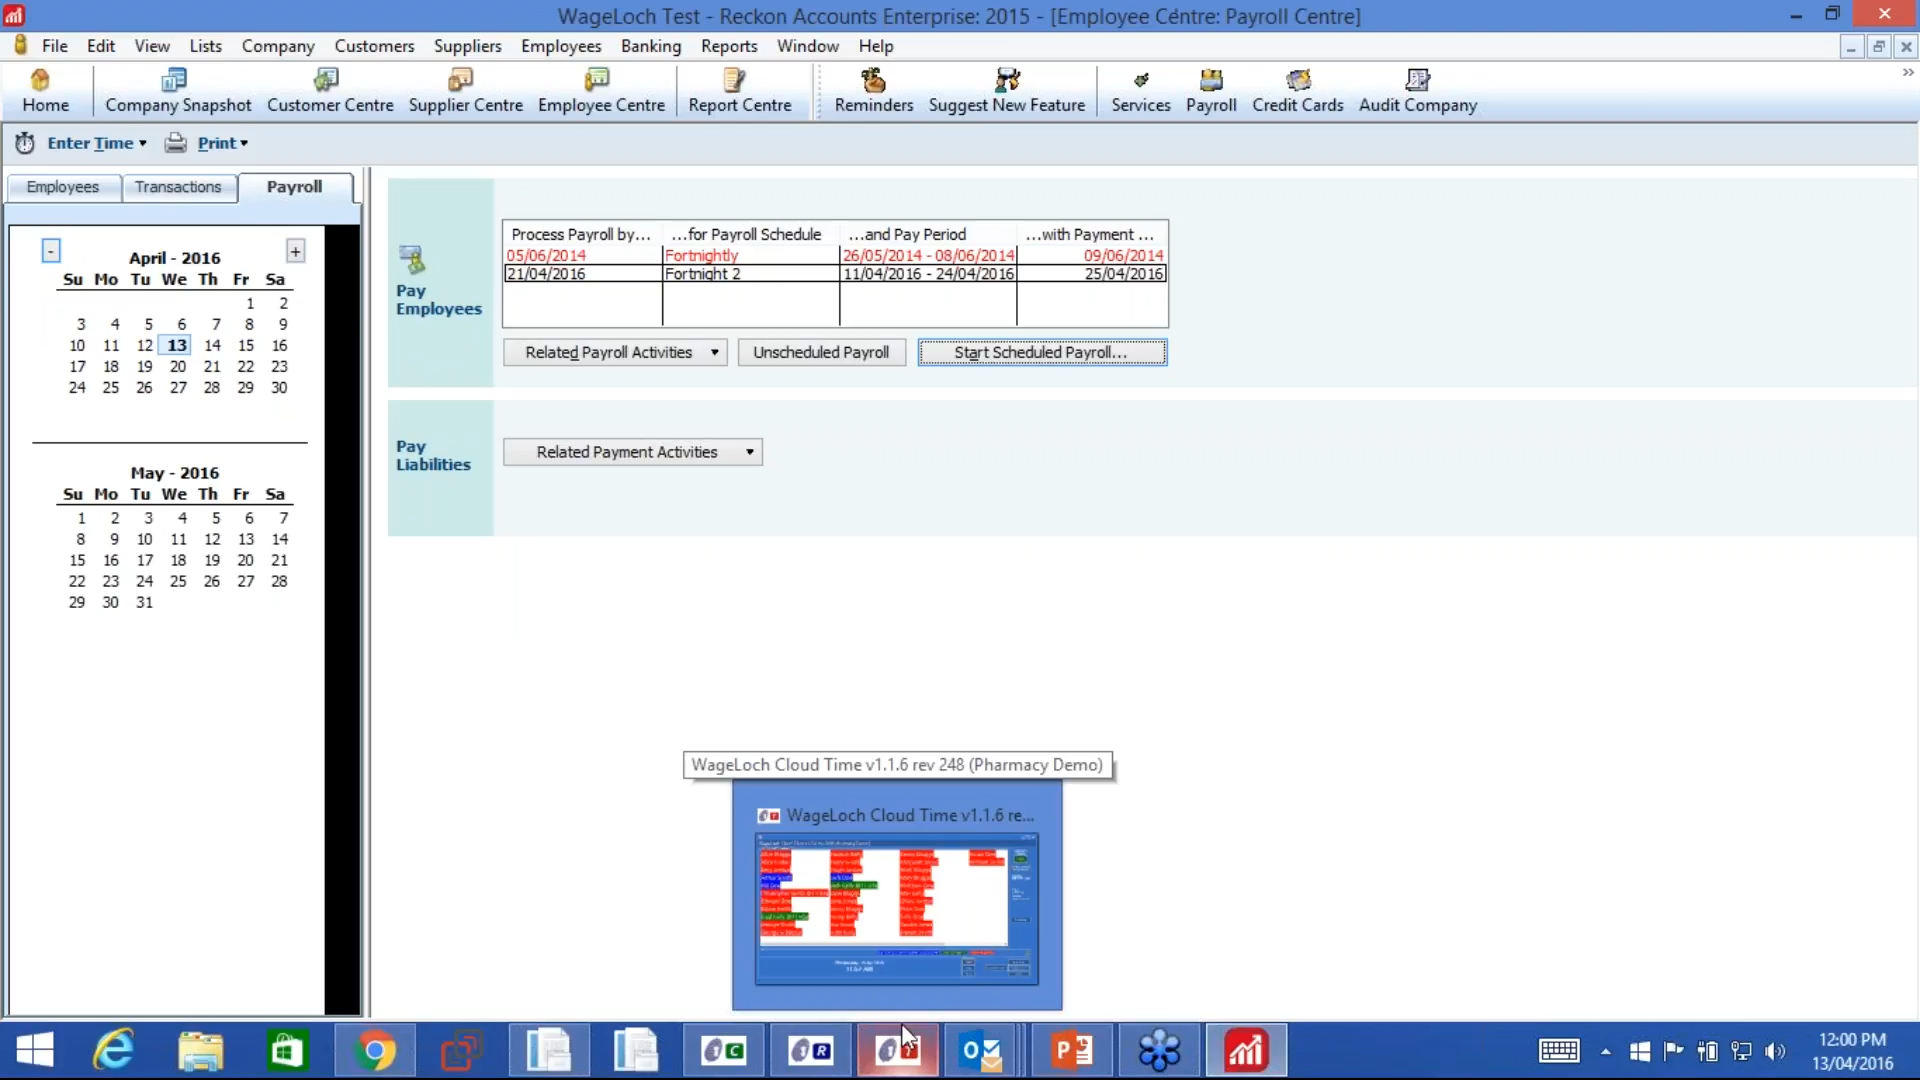 WageLoch Test - Reckon Accounts Enterprise: 2015 - [Employee Centre: Payroll Centre]
File Edit View Lists Company Customers Suppliers Employees Banking Reports Window Help
Home Company Snapshot Customer Centre Supplier Centre Employee Centre Report Centre Reminders Suggest New Feature Services Payroll Credit Cards Audit Company
Enter Time Print
Employees Transactions Payroll
- April - 2016 +
Su Mo Tu We Th Fr Sa
1 2
3 4 5 6 7 8 9
10 11 12 13 14 15 16
17 18 19 20 21 22 23
24 25 26 27 28 29 30
May - 2016
Su Mo Tu We Th Fr Sa
1 2 3 4 5 6 7
8 9 10 11 12 13 14
15 16 17 18 19 20 21
22 23 24 25 26 27 28
29 30 31
Pay
Employees
Process Payroll by... ...for Payroll Schedule ...and Pay Period ...with Payment ...
05/06/2014 Fortnightly 26/05/2014 - 08/06/2014 09/06/2014
21/04/2016 Fortnight 2 11/04/2016 - 24/04/2016 25/04/2016
Related Payroll Activities Unscheduled Payroll Start Scheduled Payroll...
Pay
Liabilities
Related Payment Activities
WageLoch Cloud Time v1.1.6 rev 248 (Pharmacy Demo)
WageLoch Cloud Time v1.1.6 re...
12:00 PM
13/04/2016